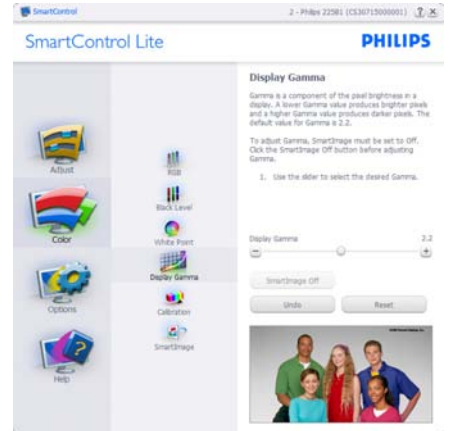 SmartControl
2 - Philips 225B1 (CS30715000001)
SmartControl Lite
PHILIPS
Adjust
Color
Options
Help
RGB
Black Level
White Point
Display Gamma
Calibration
SmartImage
Display Gamma
Gamma is a component of the pixel brightness in a
display. A lower Gamma value produces brighter pixels
and a higher Gamma value produces darker pixels. The
default value for Gamma is 2.2.
To adjust Gamma, SmartImage must be set to Off.
Click the SmartImage Off button before adjusting
Gamma.
1. Use the slider to select the desired Gamma.
Display Gamma
2.2
SmartImage Off
Undo
Reset